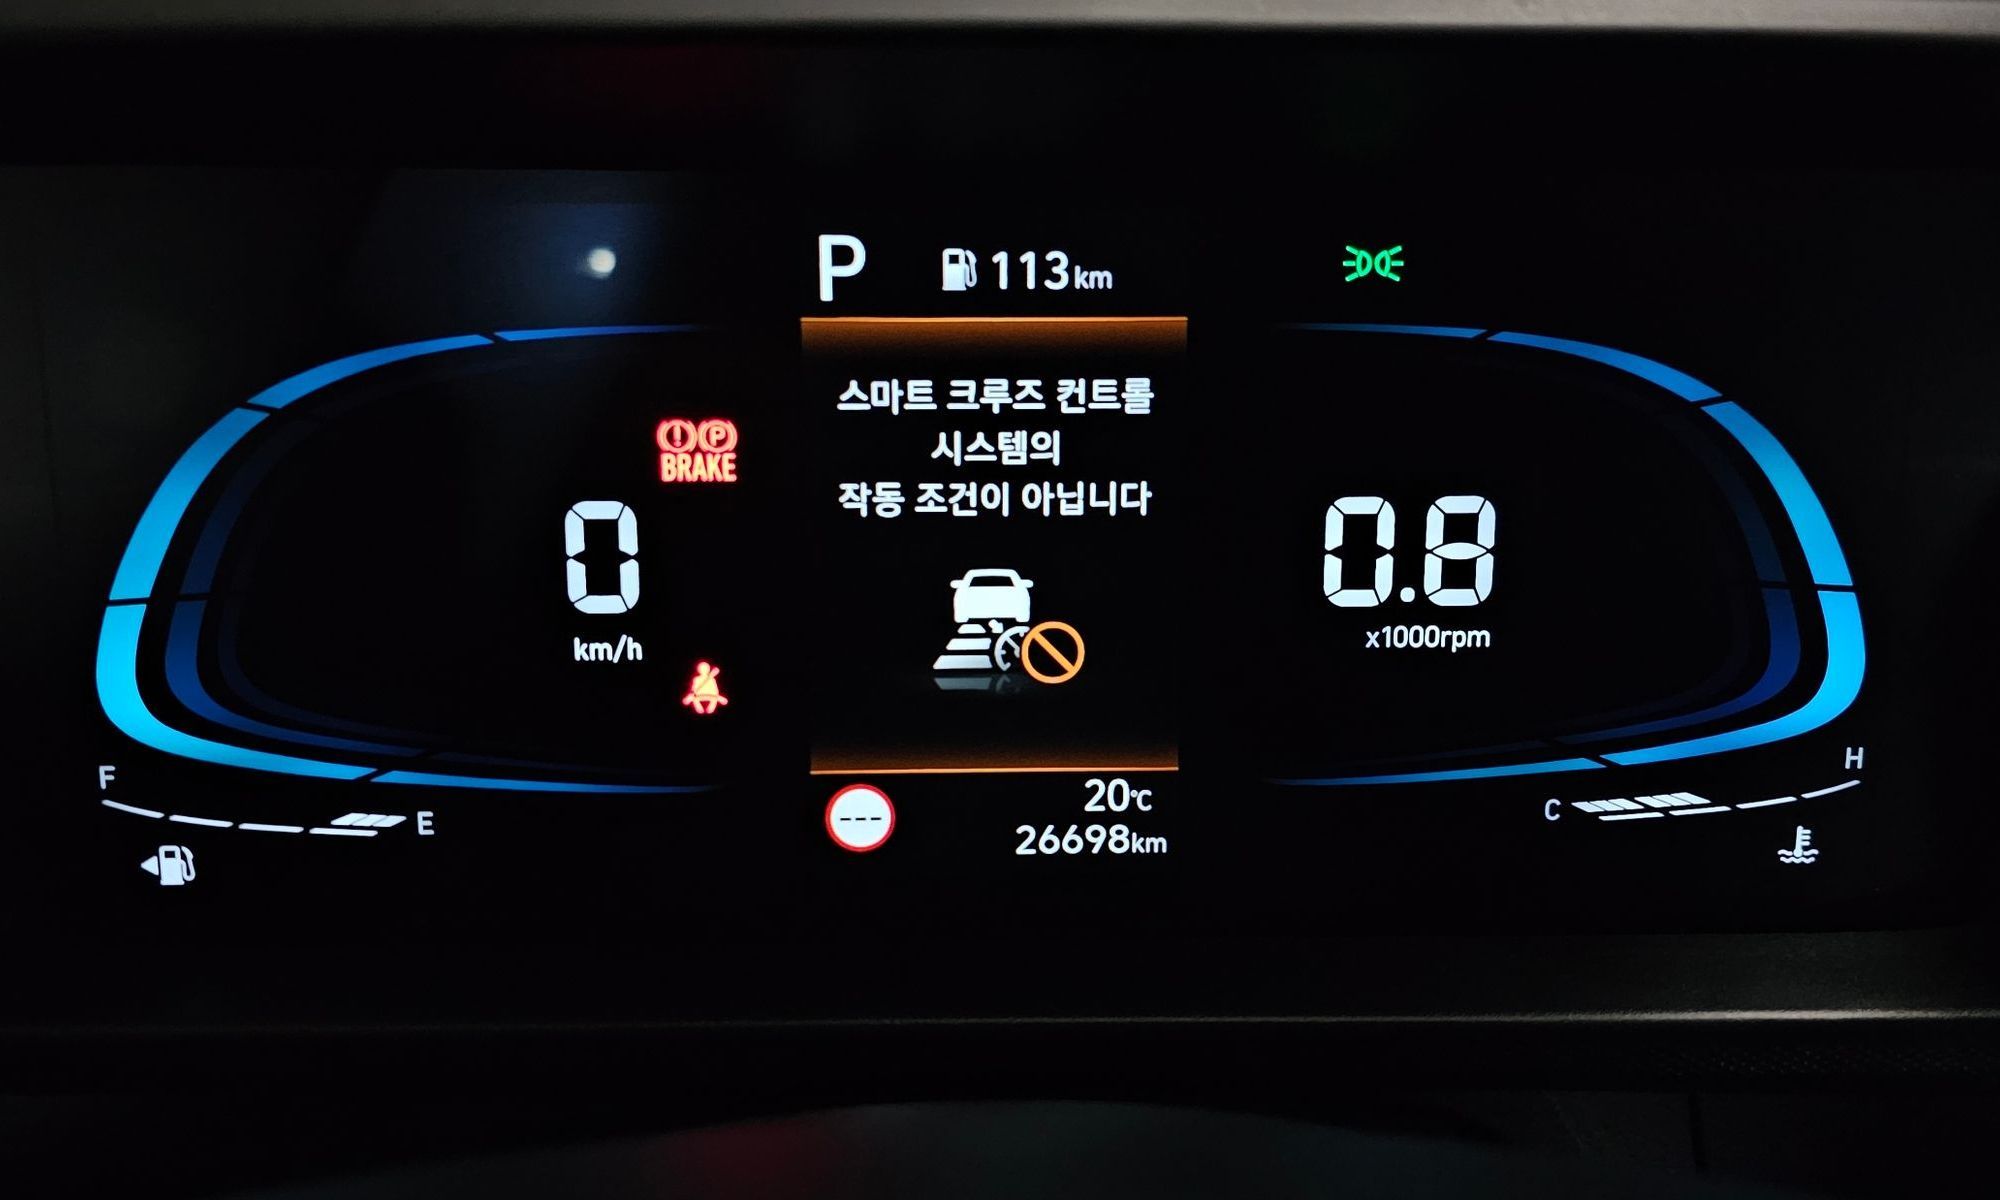 P 113km
스마트 크루즈 컨트롤
시스템의
작동 조건이 아닙니다
P
BRAKE
0
km/h
0.8
x1000rpm
F
E
---
20℃
26698km
C
H